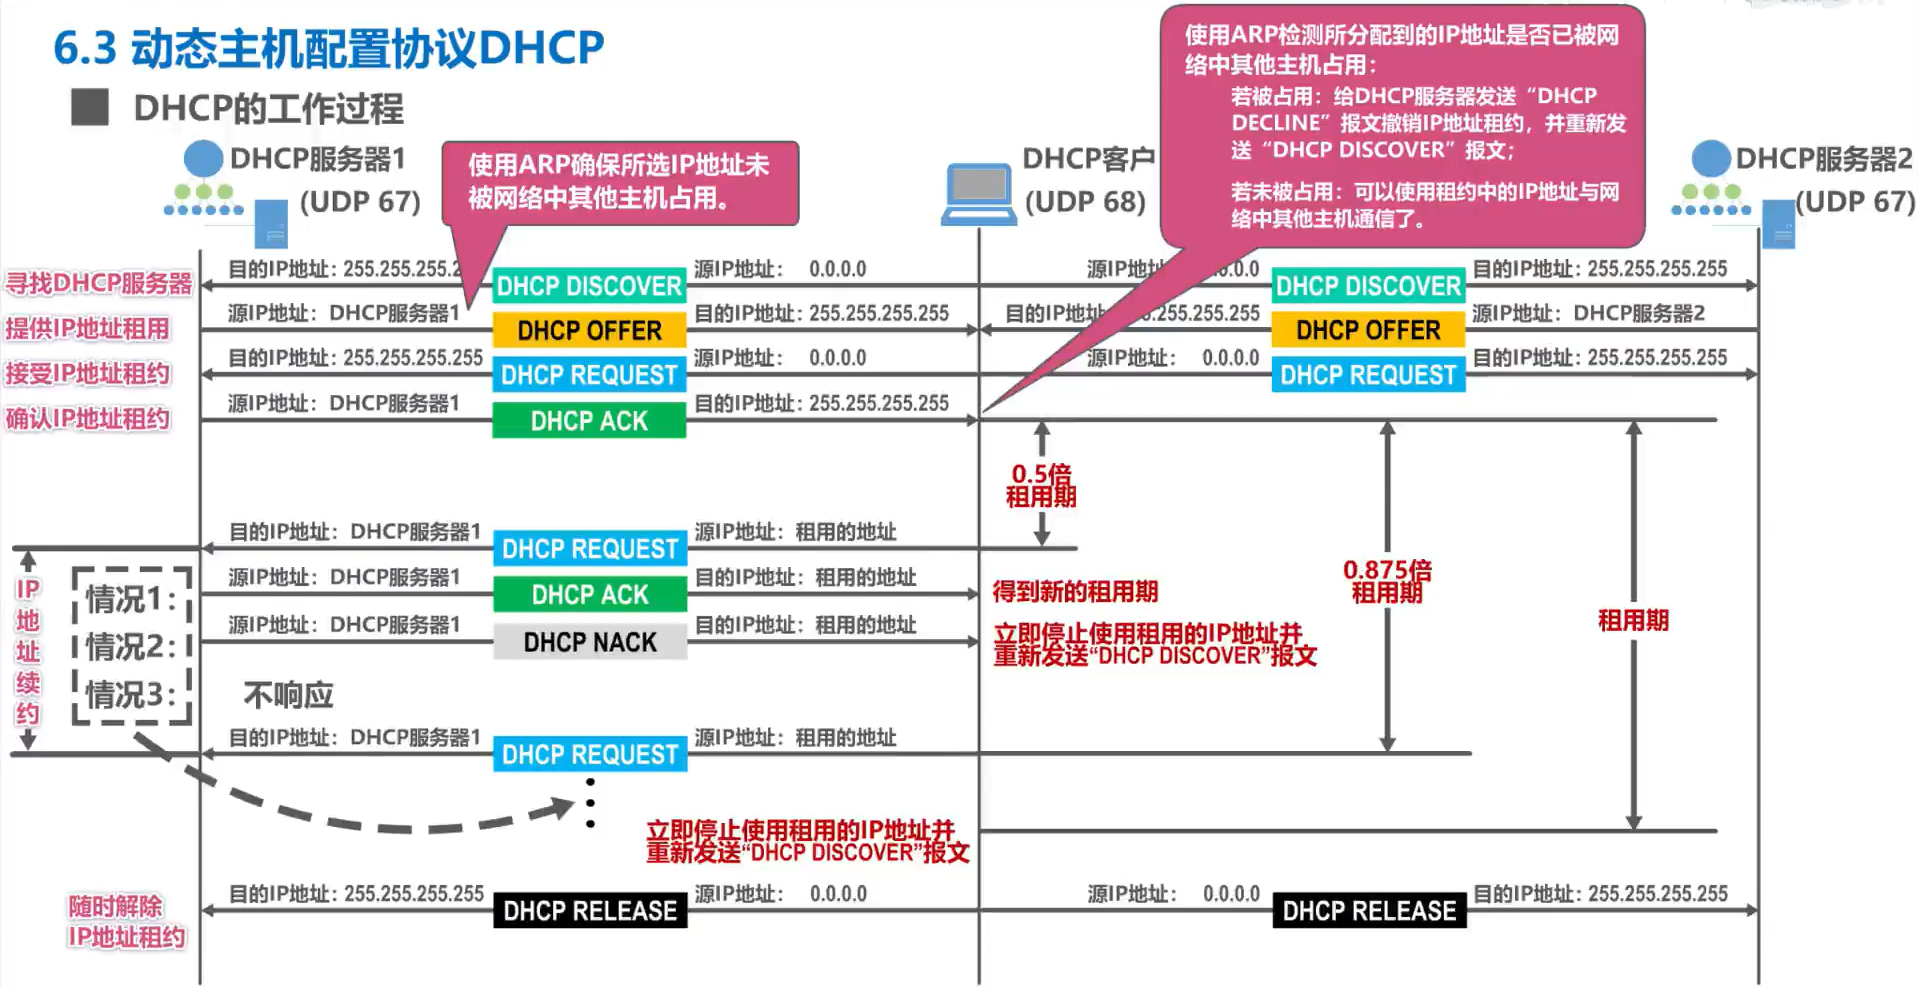 6.3 动态主机配置协议DHCP
DHCP的工作过程
使用ARP检测所分配到的IP地址是否已被网
络中其他主机占用：
若被占用：给DHCP服务器发送“DHCP
DECLINE”报文撤销IP地址租约，并重新发
送“DHCP DISCOVER”报文；
若未被占用：可以使用租约中的IP地址与网
络中其他主机通信了。
DHCP服务器1
(UDP 67)
使用ARP确保所选IP地址未
被网络中其他主机占用。
DHCP客户
(UDP 68)
DHCP服务器2
(UDP 67)
寻找DHCP服务器
目的IP地址：255.255.255.2
DHCP DISCOVER
源IP地址： 0.0.0.0
源IP地
.0.0
DHCP DISCOVER
目的IP地址：255.255.255.255
提供IP地址租用
源IP地址：DHCP服务器1
DHCP OFFER
目的IP地址：255.255.255.255
目的IP地
.255.255.255
DHCP OFFER
源IP地址：DHCP服务器2
接受IP地址租约
目的IP地址：255.255.255.255
DHCP REQUEST
源IP地址： 0.0.0.0
源IP地址： 0.0.0.0
DHCP REQUEST
目的IP地址：255.255.255.255
确认IP地址租约
源IP地址：DHCP服务器1
DHCP ACK
目的IP地址：255.255.255.255
0.5倍
租用期
0.875倍
租用期
租用期
目的IP地址：DHCP服务器1
DHCP REQUEST
源IP地址：租用的地址
IP地址续约
情况1：
源IP地址：DHCP服务器1
DHCP ACK
目的IP地址：租用的地址
得到新的租用期
情况2：
源IP地址：DHCP服务器1
DHCP NACK
目的IP地址：租用的地址
立即停止使用租用的IP地址并
重新发送“DHCP DISCOVER”报文
情况3：
不响应
目的IP地址：DHCP服务器1
DHCP REQUEST
源IP地址：租用的地址
立即停止使用租用的IP地址并
重新发送“DHCP DISCOVER”报文
随时解除
IP地址租约
目的IP地址：255.255.255.255
DHCP RELEASE
源IP地址： 0.0.0.0
源IP地址： 0.0.0.0
DHCP RELEASE
目的IP地址：255.255.255.255